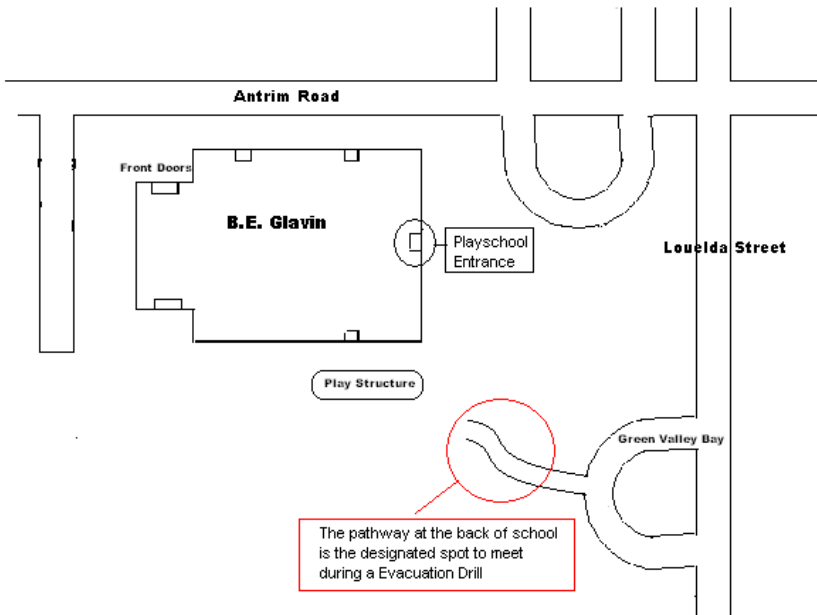 Antrim Road
Front Doors
B.E. Glavin
Playschool
Entrance
Louelda Street
Play Structure
Green Valley Bay
The pathway at the back of school
is the designated spot to meet
during a Evacuation Drill